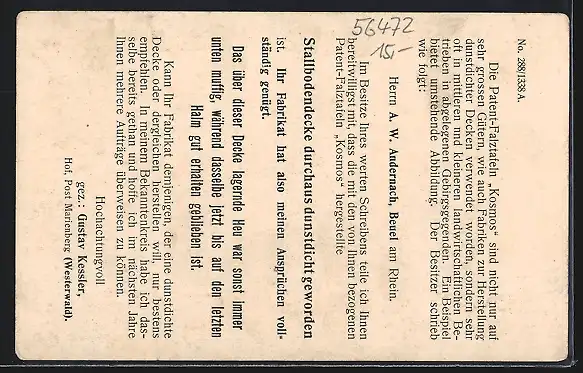 56472
15,-
No. 288/1138 A.
Die Patent-Falztafeln „Kosmos“ sind nicht nur auf
sehr grossen Gütern, wie auch Fabriken zur Herstellung
dunstdichter Decken verwendet worden, sondern sehr
oft in mittleren und kleineren landwirtschaftlichen Be-
trieben in abgelegenen Gebirgsgegenden. Ein Beispiel
bietet umstehende Abbildung. Der Besitzer schrieb
wie folgt:
Herrn A. W. Andernach, Beuel am Rhein.
Im Besitze Ihres werten Schreibens teile ich Ihnen
bereitwilligst mit, dass die mit den von Ihnen bezogenen
Patent-Falztafeln „Kosmos“ hergestellte
Stallbodendecke durchaus dunstdicht geworden
ist. Ihr Fabrikat hat also meinen Ansprüchen voll-
ständig genügt.
Das über dieser Decke lagernde Heu war sonst immer
unten muffig, während dasselbe jetzt bis auf den letzten
Halm gut erhalten geblieben ist.
Kann Ihr Fabrikat demjenigen, der eine dunstdichte
Decke oder dergleichen herstellen will, nur bestens
empfehlen. In meinem Bekanntenkreis habe ich das-
selbe bereits gethan und hoffe ich im nächsten Jahre
Ihnen mehrere Aufträge überweisen zu können.
Hochachtungvoll
gez.: Gustav Kessler,
Hof, Post Marienberg (Westerwald).